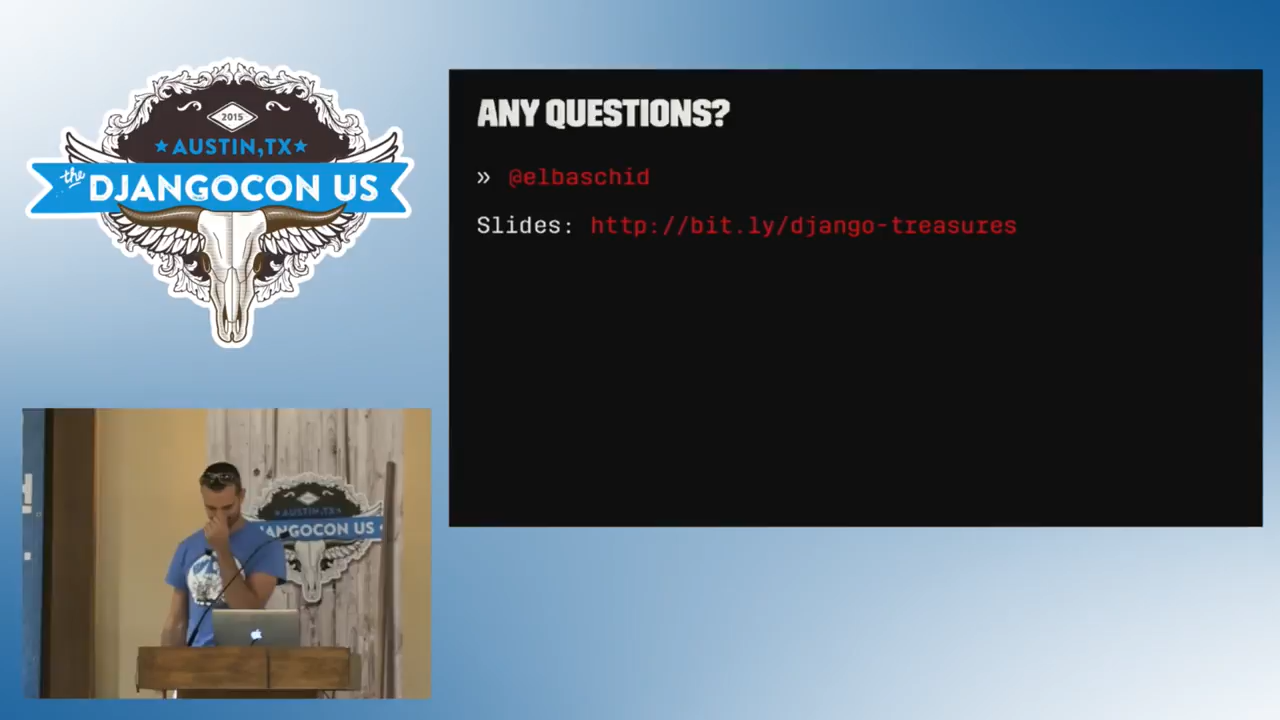 2015
AUSTIN, TX
the DJANGOCON US
ANY QUESTIONS?
» @elbaschid
Slides: http://bit.ly/django-treasures
AUSTIN,TX
DJANGOCON US